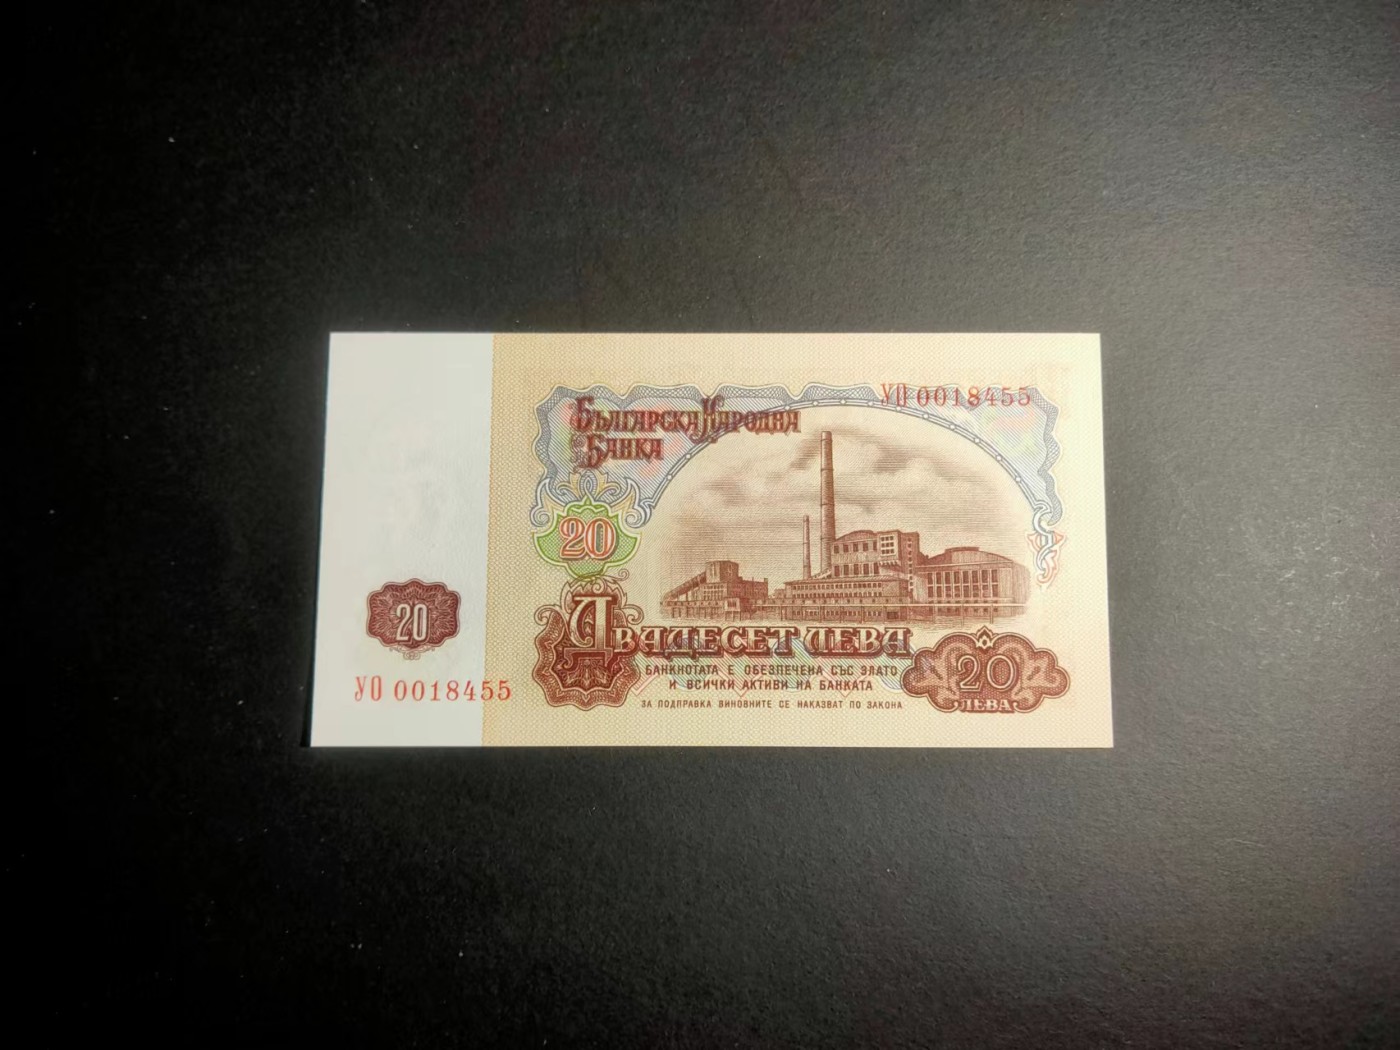 УО 0018455
БЪЛГАРСКА НАРОДНА
БАНКА
20
ДВАДЕСЕТ ЛЕВА
БАНКНОТАТА Е ОБЕЗПЕЧЕНА СЪС ЗЛАТО
И ВСИЧКИ АКТИВИ НА БАНКАТА
ЗА ПОДПРАВКА ВИНОВНИТЕ СЕ НАКАЗВАТ ПО ЗАКОНА
20
ЛЕВА
20
УО 0018455